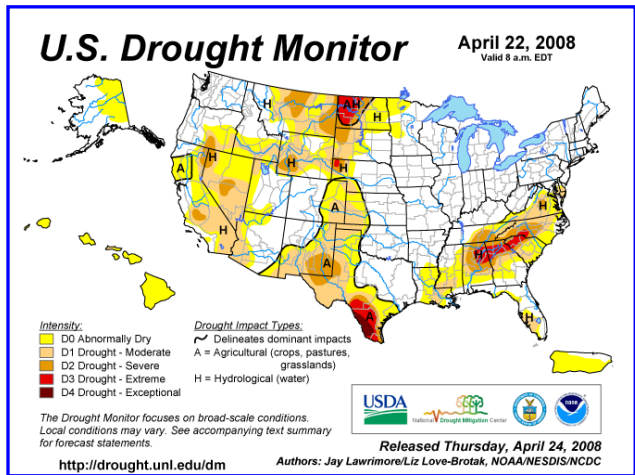 U.S. Drought Monitor
April 22, 2008
Valid 8 a.m. EDT
H
AH
H
A
H
H
H
A
H
A
H
H
A
A
H
Intensity:
D0 Abnormally Dry
D1 Drought - Moderate
D2 Drought - Severe
D3 Drought - Extreme
D4 Drought - Exceptional
Drought Impact Types:
Delineates dominant impacts
A = Agricultural (crops, pastures,
grasslands)
H = Hydrological (water)
The Drought Monitor focuses on broad-scale conditions.
Local conditions may vary. See accompanying text summary
for forecast statements.
http://drought.unl.edu/dm
USDA
National Drought Mitigation Center
Released Thursday, April 24, 2008
Authors: Jay Lawrimore/Liz Love-Brotak, NOAA/NESDIS/NCDC